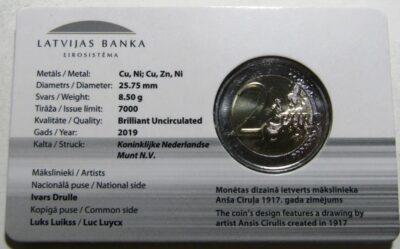 LATVIJAS BANKA
EIROSISTĒMA
Metāls / Metal: Cu, Ni; Cu, Zn, Ni
Diametrs / Diameter: 25.75 mm
Svars / Weight: 8.50 g
Tirāža / Issue limit: 7000
Kvalitāte / Quality: Brilliant Uncirculated
Gads / Year: 2019
Kalta / Struck: Koninklijke Nederlandse
Munt N.V.
Mākslinieki / Artists
Nacionālā puse / National side
Ivars Drulle
Kopīgā puse / Common side
Luks Luikss / Luc Luycx
2 EURO
Monētas dizainā ietverts mākslinieka
Anša Cīruļa 1917. gada zīmējums
The coin's design features a drawing by
artist Ansis Cīrulis created in 1917